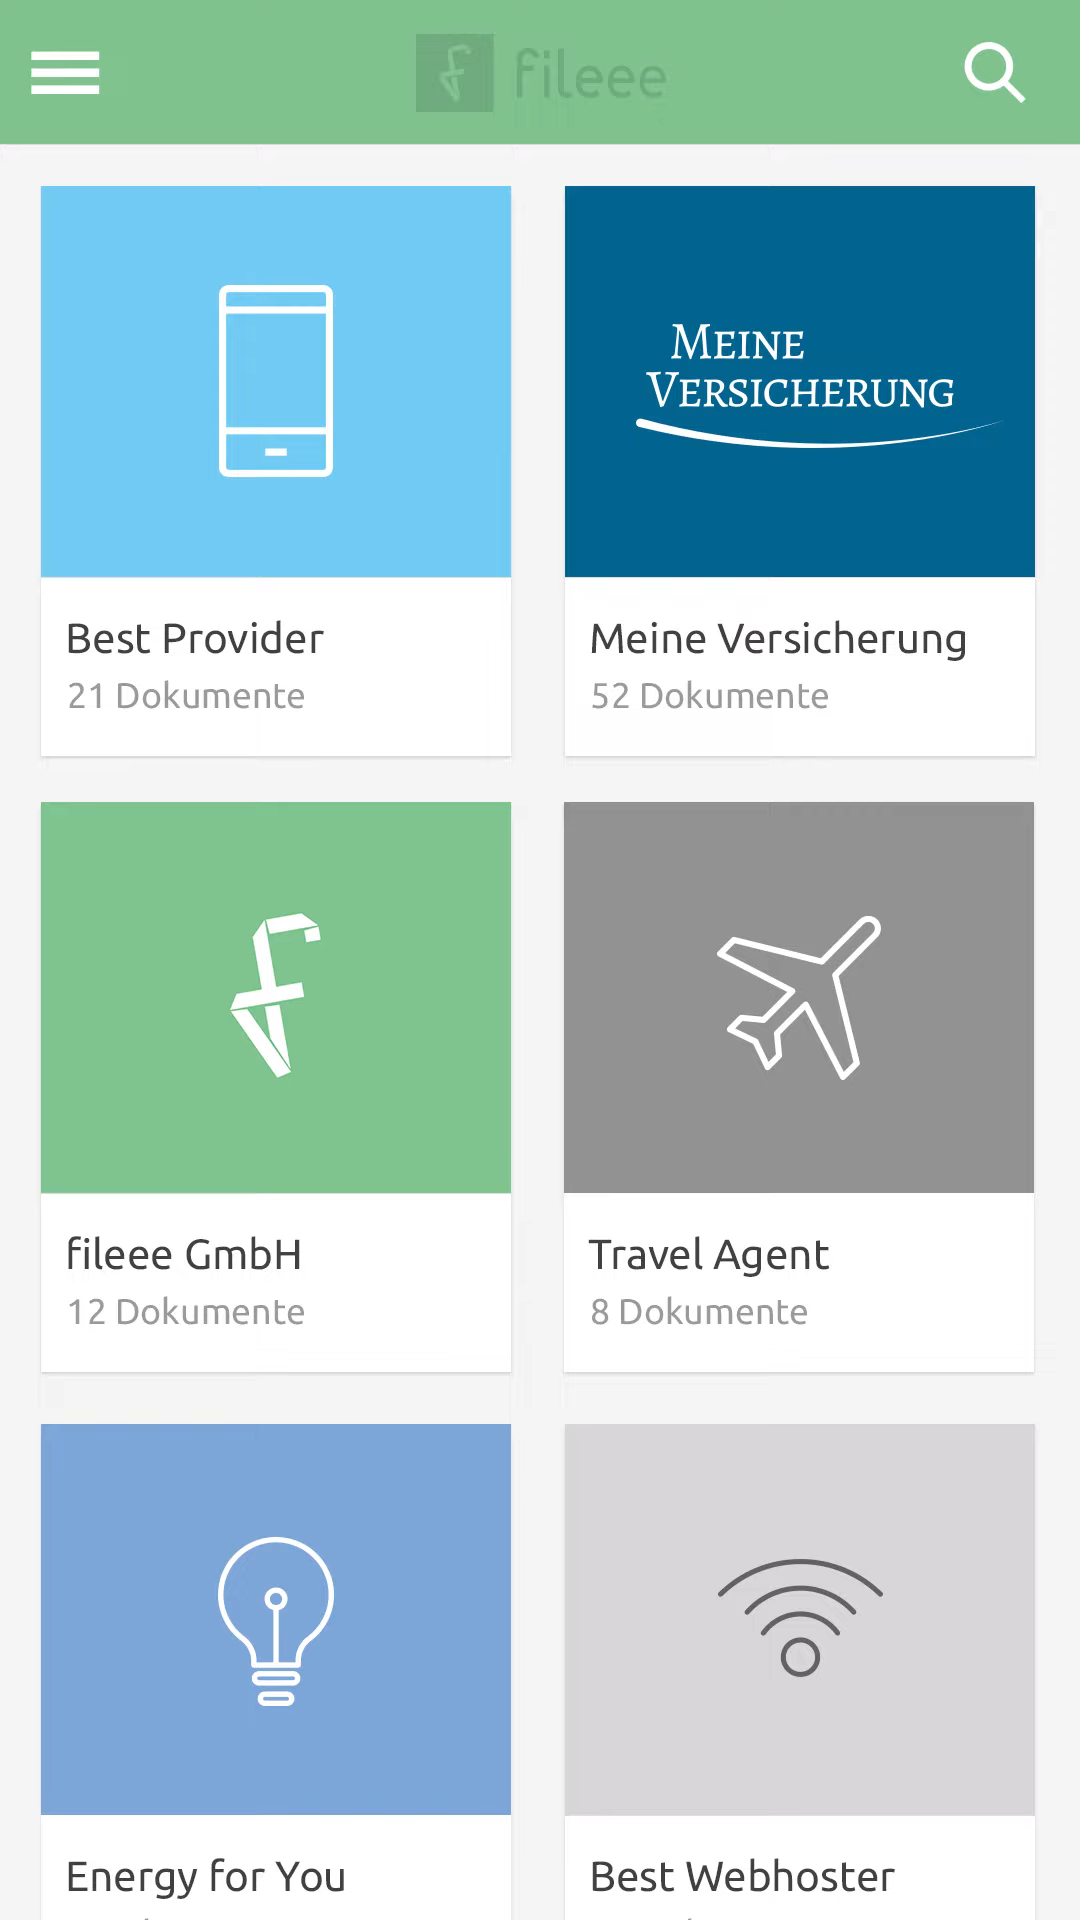 fileee
MEINE
VERSICHERUNG
Best Provider
21 Dokumente
Meine Versicherung
52 Dokumente
fileee GmbH
12 Dokumente
Travel Agent
8 Dokumente
Energy for You
Best Webhoster